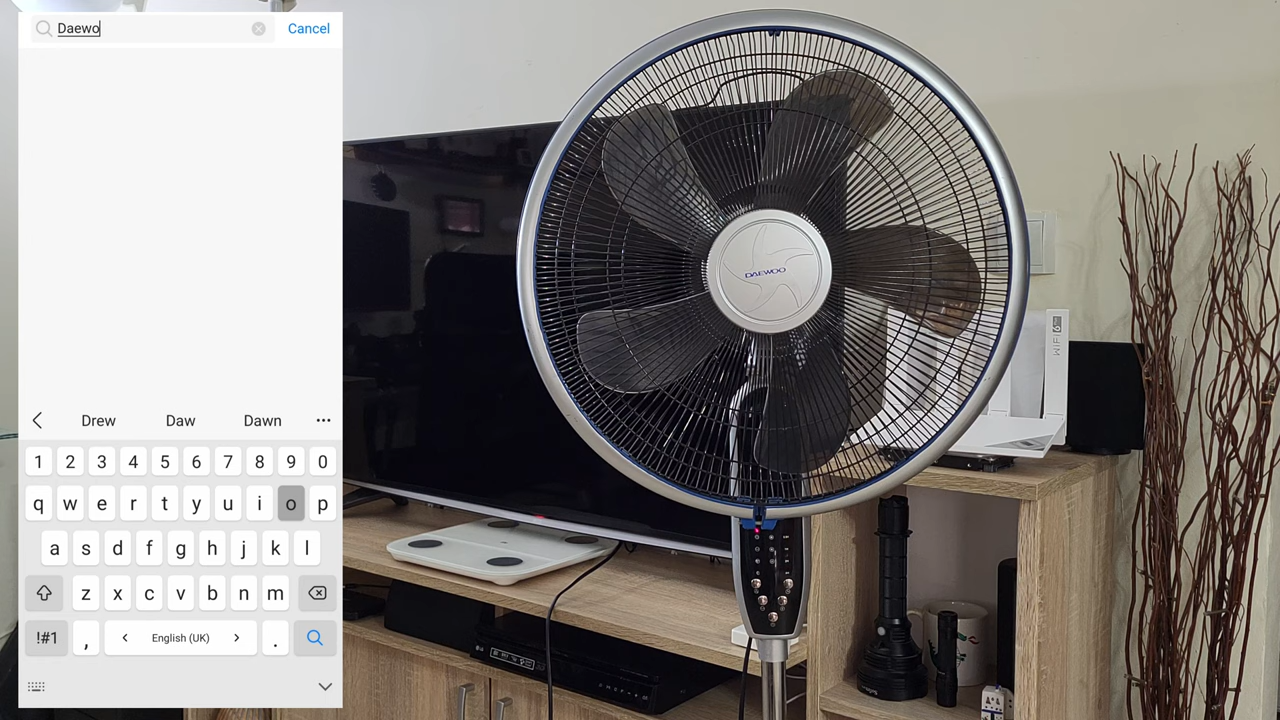 Daewo
Cancel
Drew Daw Dawn
1 2 3 4 5 6 7 8 9 0
q w e r t y u i o p
a s d f g h j k l
z x c v b n m
!#1 , English (UK) .
DAEWOO
WiFi 6